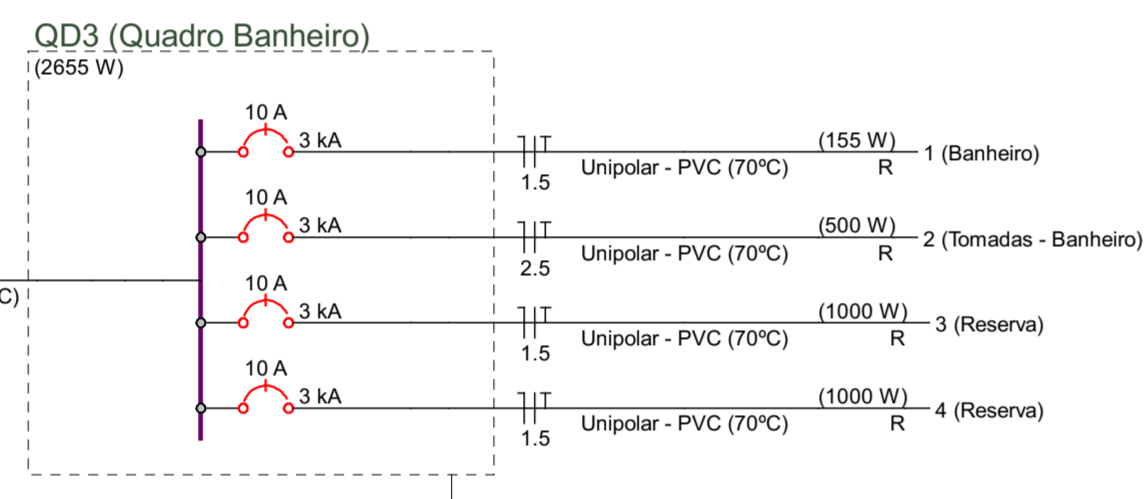 QD3 (Quadro Banheiro)
(2655 W)
10 A
3 kA
1.5
Unipolar - PVC (70ºC)
(155 W)
R
1 (Banheiro)
10 A
3 kA
2.5
Unipolar - PVC (70ºC)
(500 W)
R
2 (Tomadas - Banheiro)
C)
10 A
3 kA
1.5
Unipolar - PVC (70ºC)
(1000 W)
R
3 (Reserva)
10 A
3 kA
1.5
Unipolar - PVC (70ºC)
(1000 W)
R
4 (Reserva)